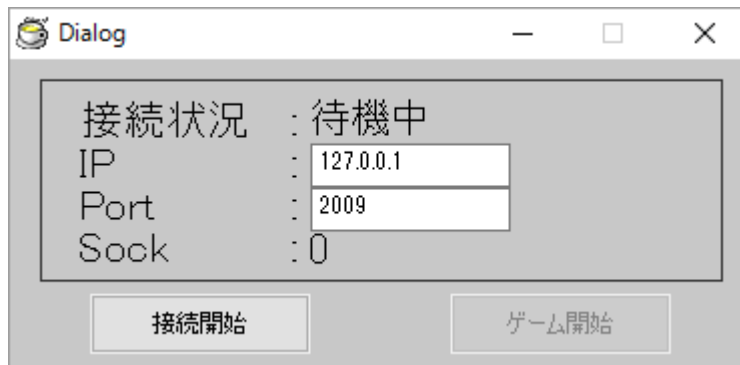 Dialog
接続状況 :待機中
IP : 127.0.0.1
Port : 2009
Sock :0
接続開始 ゲーム開始